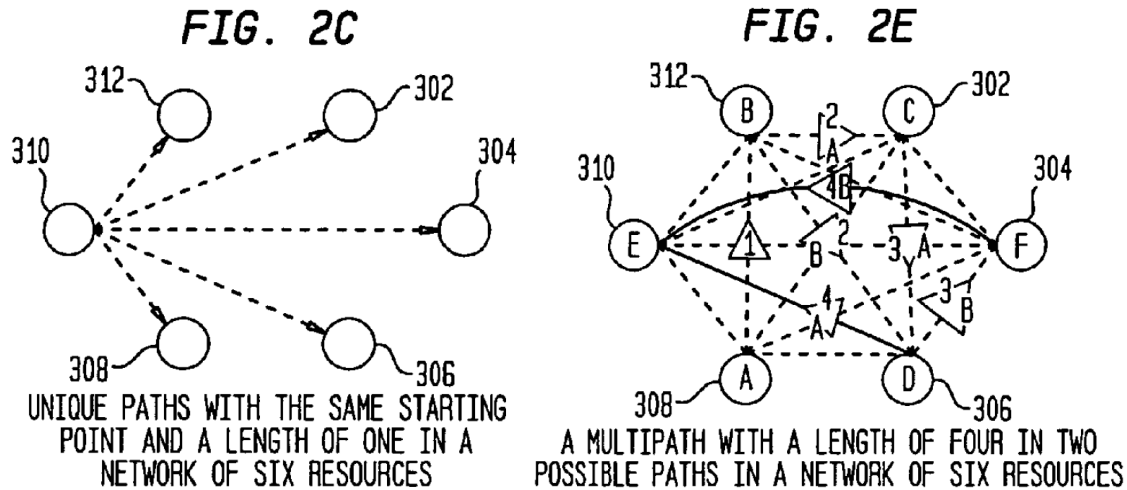 FIG. 2C
312
302
310
304
308
306
UNIQUE PATHS WITH THE SAME STARTING
POINT AND A LENGTH OF ONE IN A
NETWORK OF SIX RESOURCES
FIG. 2E
312
B
2
A
C
302
310
4B
304
E
1
2
B
3
A
F
4
A
3
B
308
A
D
306
A MULTIPATH WITH A LENGTH OF FOUR IN TWO
POSSIBLE PATHS IN A NETWORK OF SIX RESOURCES